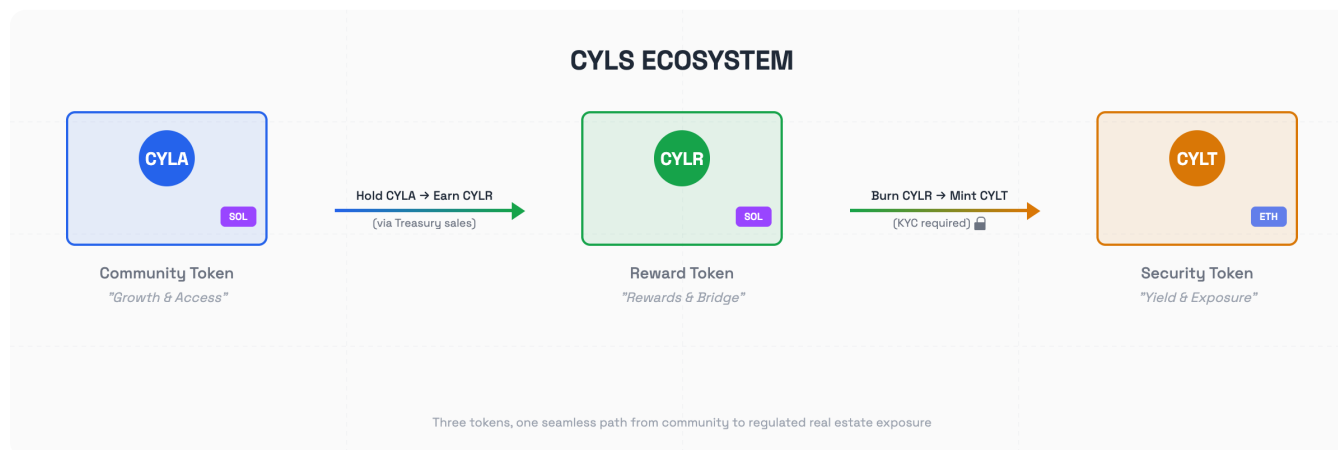 CYLS ECOSYSTEM
CYLA
SOL
Community Token
"Growth & Access"
Hold CYLA → Earn CYLR
(via Treasury sales)
CYLR
SOL
Reward Token
"Rewards & Bridge"
Burn CYLR → Mint CYLT
(KYC required) 🔒
CYLT
ETH
Security Token
"Yield & Exposure"
Three tokens, one seamless path from community to regulated real estate exposure